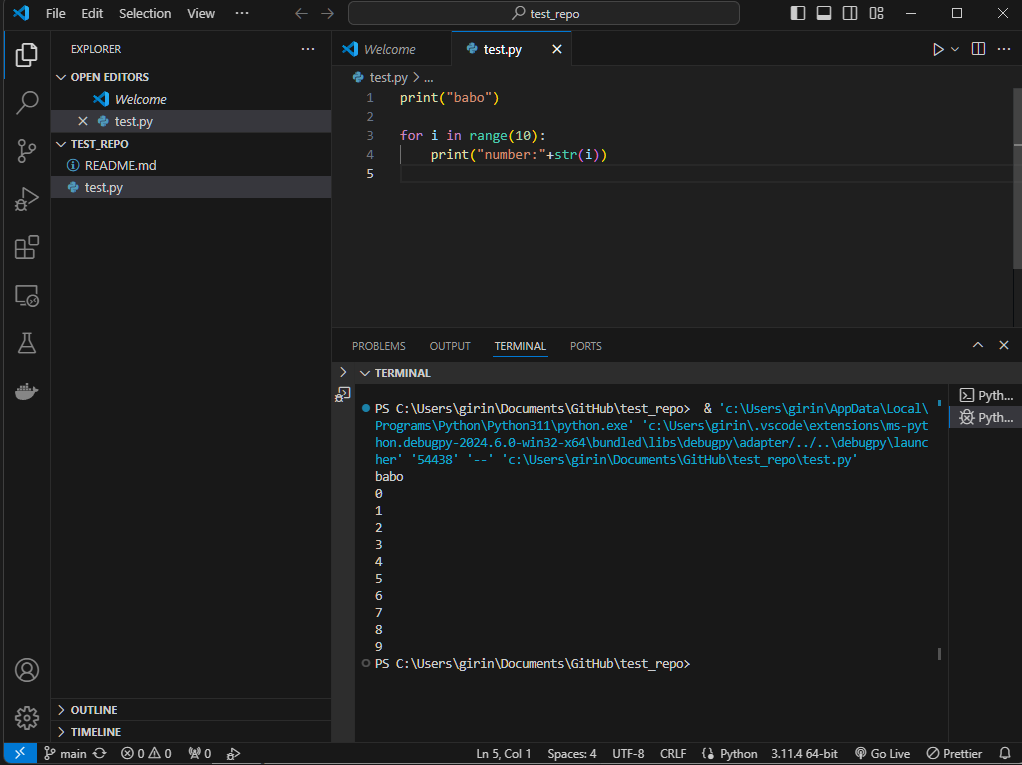 File Edit Selection View ··· test_repo
EXPLORER ···
OPEN EDITORS
Welcome
test.py
TEST_REPO
README.md
test.py
OUTLINE
TIMELINE
Welcome test.py
test.py > ...
1 print("babo")
2
3 for i in range(10):
4 print("number:"+str(i))
5
PROBLEMS OUTPUT TERMINAL PORTS
TERMINAL
PS C:\Users\girin\Documents\GitHub\test_repo> & 'c:\Users\girin\AppData\Local\
Programs\Python\Python311\python.exe' 'c:\Users\girin\.vscode\extensions\ms-pyt
hon.debugpy-2024.6.0-win32-x64\bundled\libs\debugpy\adapter/../..\debugpy\launc
her' '54438' '--' 'c:\Users\girin\Documents\GitHub\test_repo\test.py'
babo
0
1
2
3
4
5
6
7
8
9
PS C:\Users\girin\Documents\GitHub\test_repo>
Pyth...
Pyth...
main 0 0 0 Ln 5, Col 1 Spaces: 4 UTF-8 CRLF Python 3.11.4 64-bit Go Live Prettier